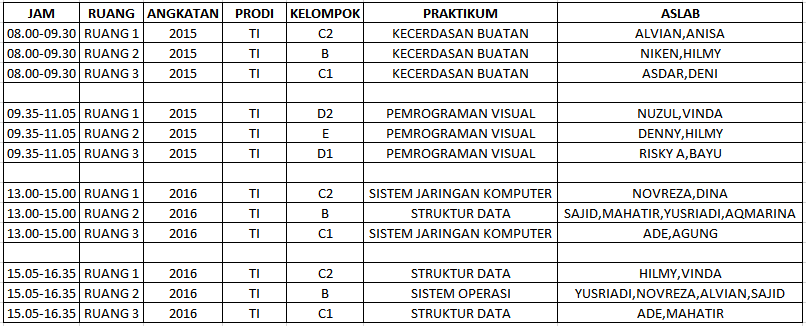 JAM RUANG ANGKATAN PRODI KELOMPOK PRAKTIKUM ASLAB
08.00-09.30 RUANG 1 2015 TI C2 KECERDASAN BUATAN ALVIAN,ANISA
08.00-09.30 RUANG 2 2015 TI B KECERDASAN BUATAN NIKEN,HILMY
08.00-09.30 RUANG 3 2015 TI C1 KECERDASAN BUATAN ASDAR,DENI
09.35-11.05 RUANG 1 2015 TI D2 PEMROGRAMAN VISUAL NUZUL,VINDA
09.35-11.05 RUANG 2 2015 TI E PEMROGRAMAN VISUAL DENNY,HILMY
09.35-11.05 RUANG 3 2015 TI D1 PEMROGRAMAN VISUAL RISKY A,BAYU
13.00-15.00 RUANG 1 2016 TI C2 SISTEM JARINGAN KOMPUTER NOVREZA,DINA
13.00-15.00 RUANG 2 2016 TI B STRUKTUR DATA SAJID,MAHATIR,YUSRIADI,AQMARINA
13.00-15.00 RUANG 3 2016 TI C1 SISTEM JARINGAN KOMPUTER ADE,AGUNG
15.05-16.35 RUANG 1 2016 TI C2 STRUKTUR DATA HILMY,VINDA
15.05-16.35 RUANG 2 2016 TI B SISTEM OPERASI YUSRIADI,NOVREZA,ALVIAN,SAJID
15.05-16.35 RUANG 3 2016 TI C1 STRUKTUR DATA ADE,MAHATIR